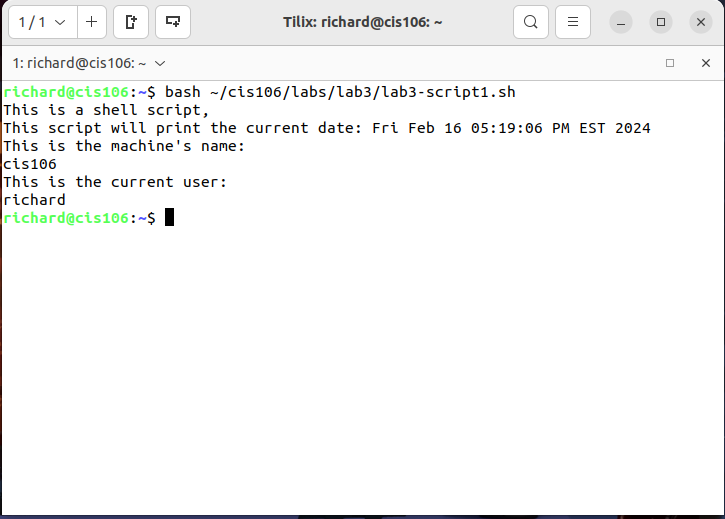 1 / 1
Tilix: richard@cis106: ~
1: richard@cis106: ~
richard@cis106:~$ bash ~/cis106/labs/lab3/lab3-script1.sh
This is a shell script,
This script will print the current date: Fri Feb 16 05:19:06 PM EST 2024
This is the machine's name:
cis106
This is the current user:
richard
richard@cis106:~$